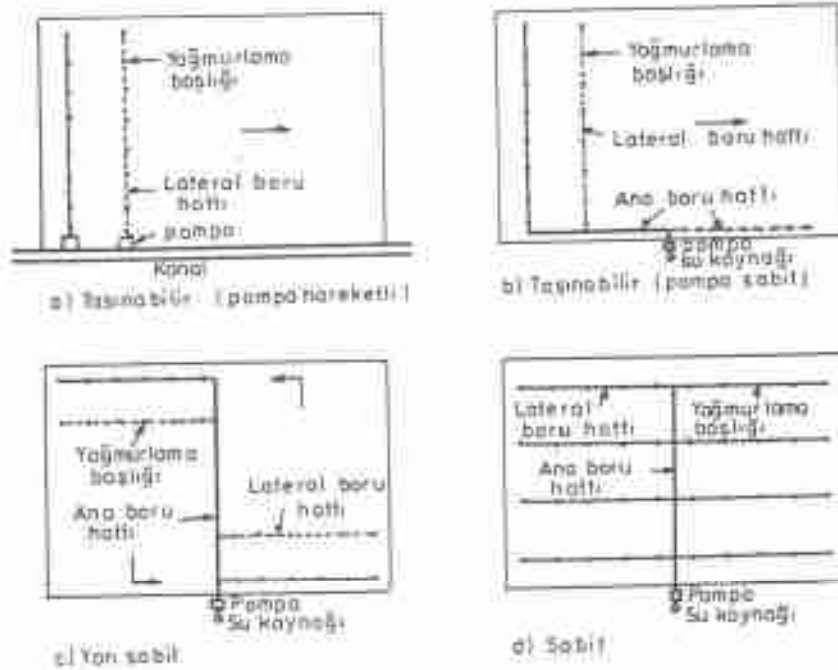 Yağmurlama
başlığı
Lateral boru
hattı
pompa
Kanal
a) Taşınabilir (pompa hareketli)
Yağmurlama
başlığı
Lateral boru hattı
Ana boru hattı
pompa
Su kaynağı
b) Taşınabilir (pompa sabit)
Yağmurlama
başlığı
Ana boru
hattı
Lateral boru
hattı
Pompa
Su kaynağı
c) Yarı sabit
Lateral
boru hattı
Yağmurlama
başlığı
Ana boru
hattı
Pompa
Su kaynağı
d) Sabit